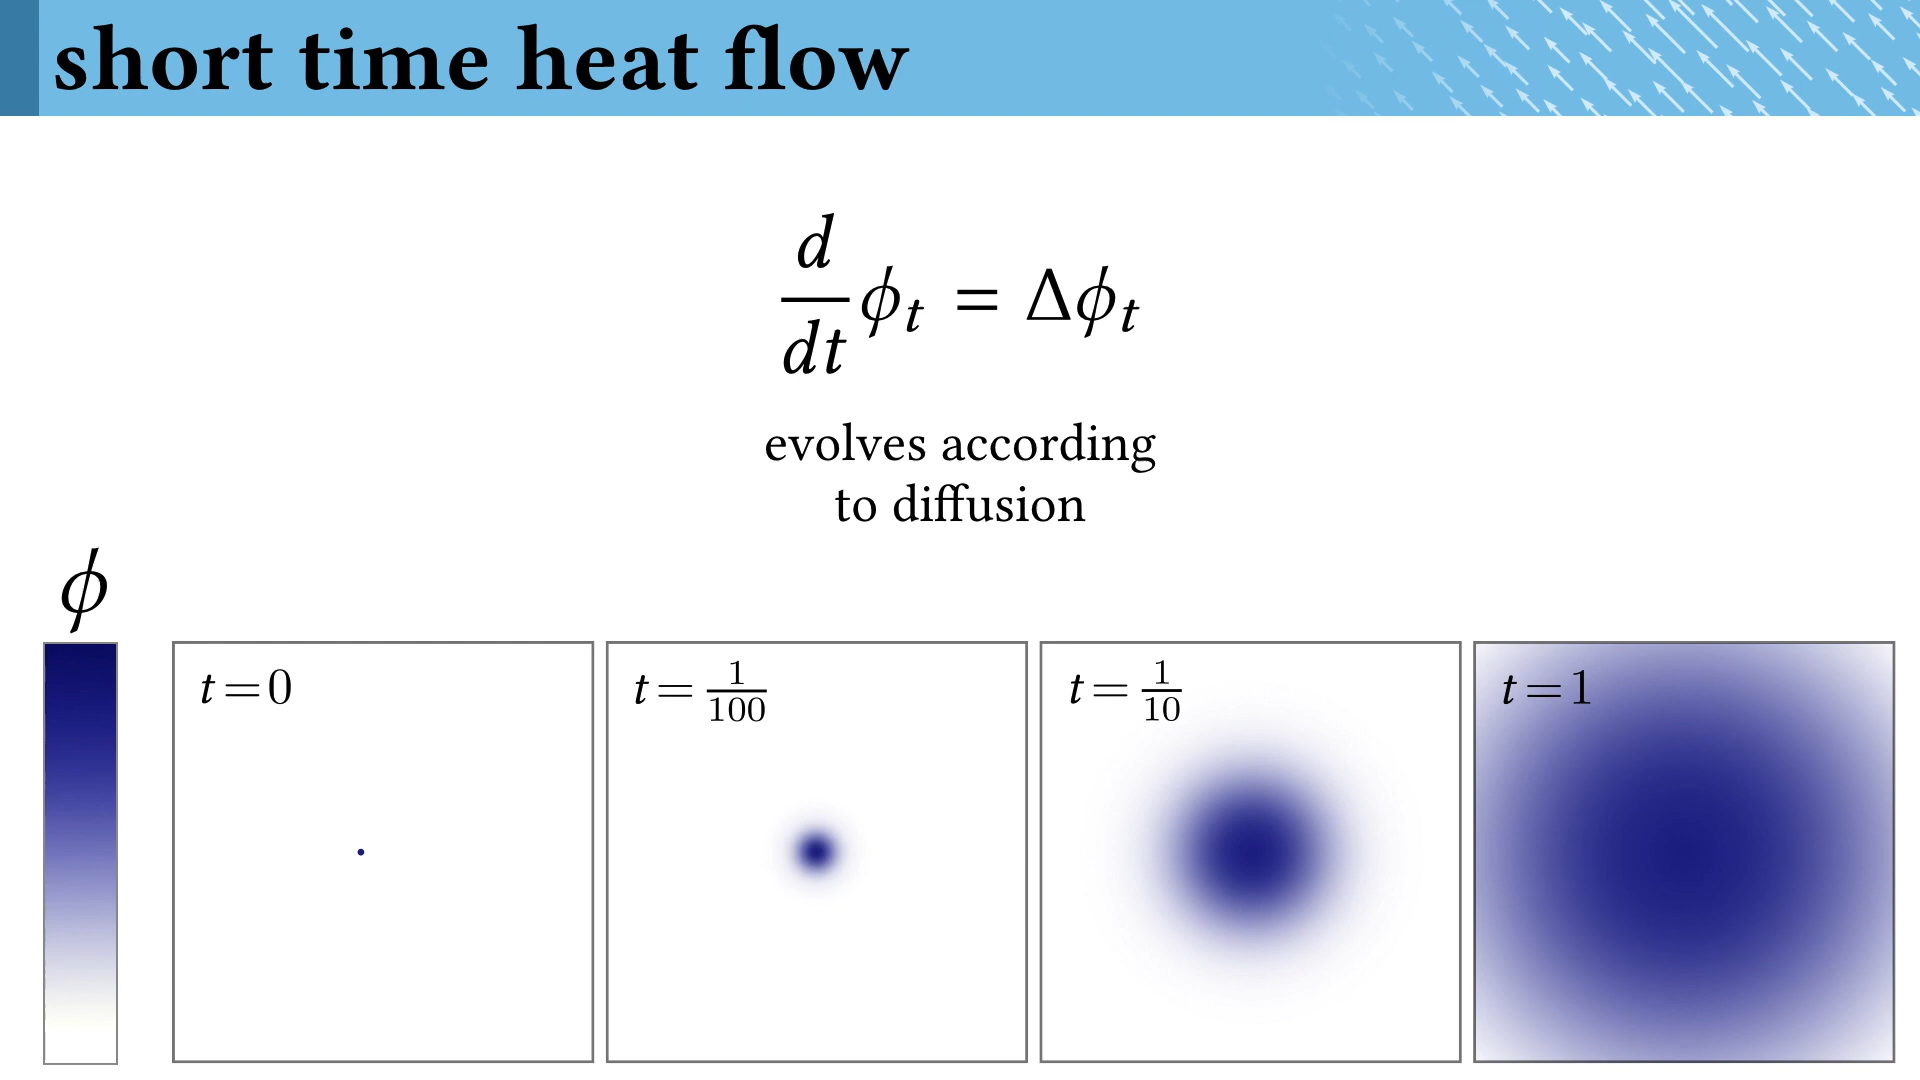 short time heat flow
d/dt ϕₜ = Δϕₜ
evolves according
to diffusion
ϕ
t=0
t=1/100
t=1/10
t=1